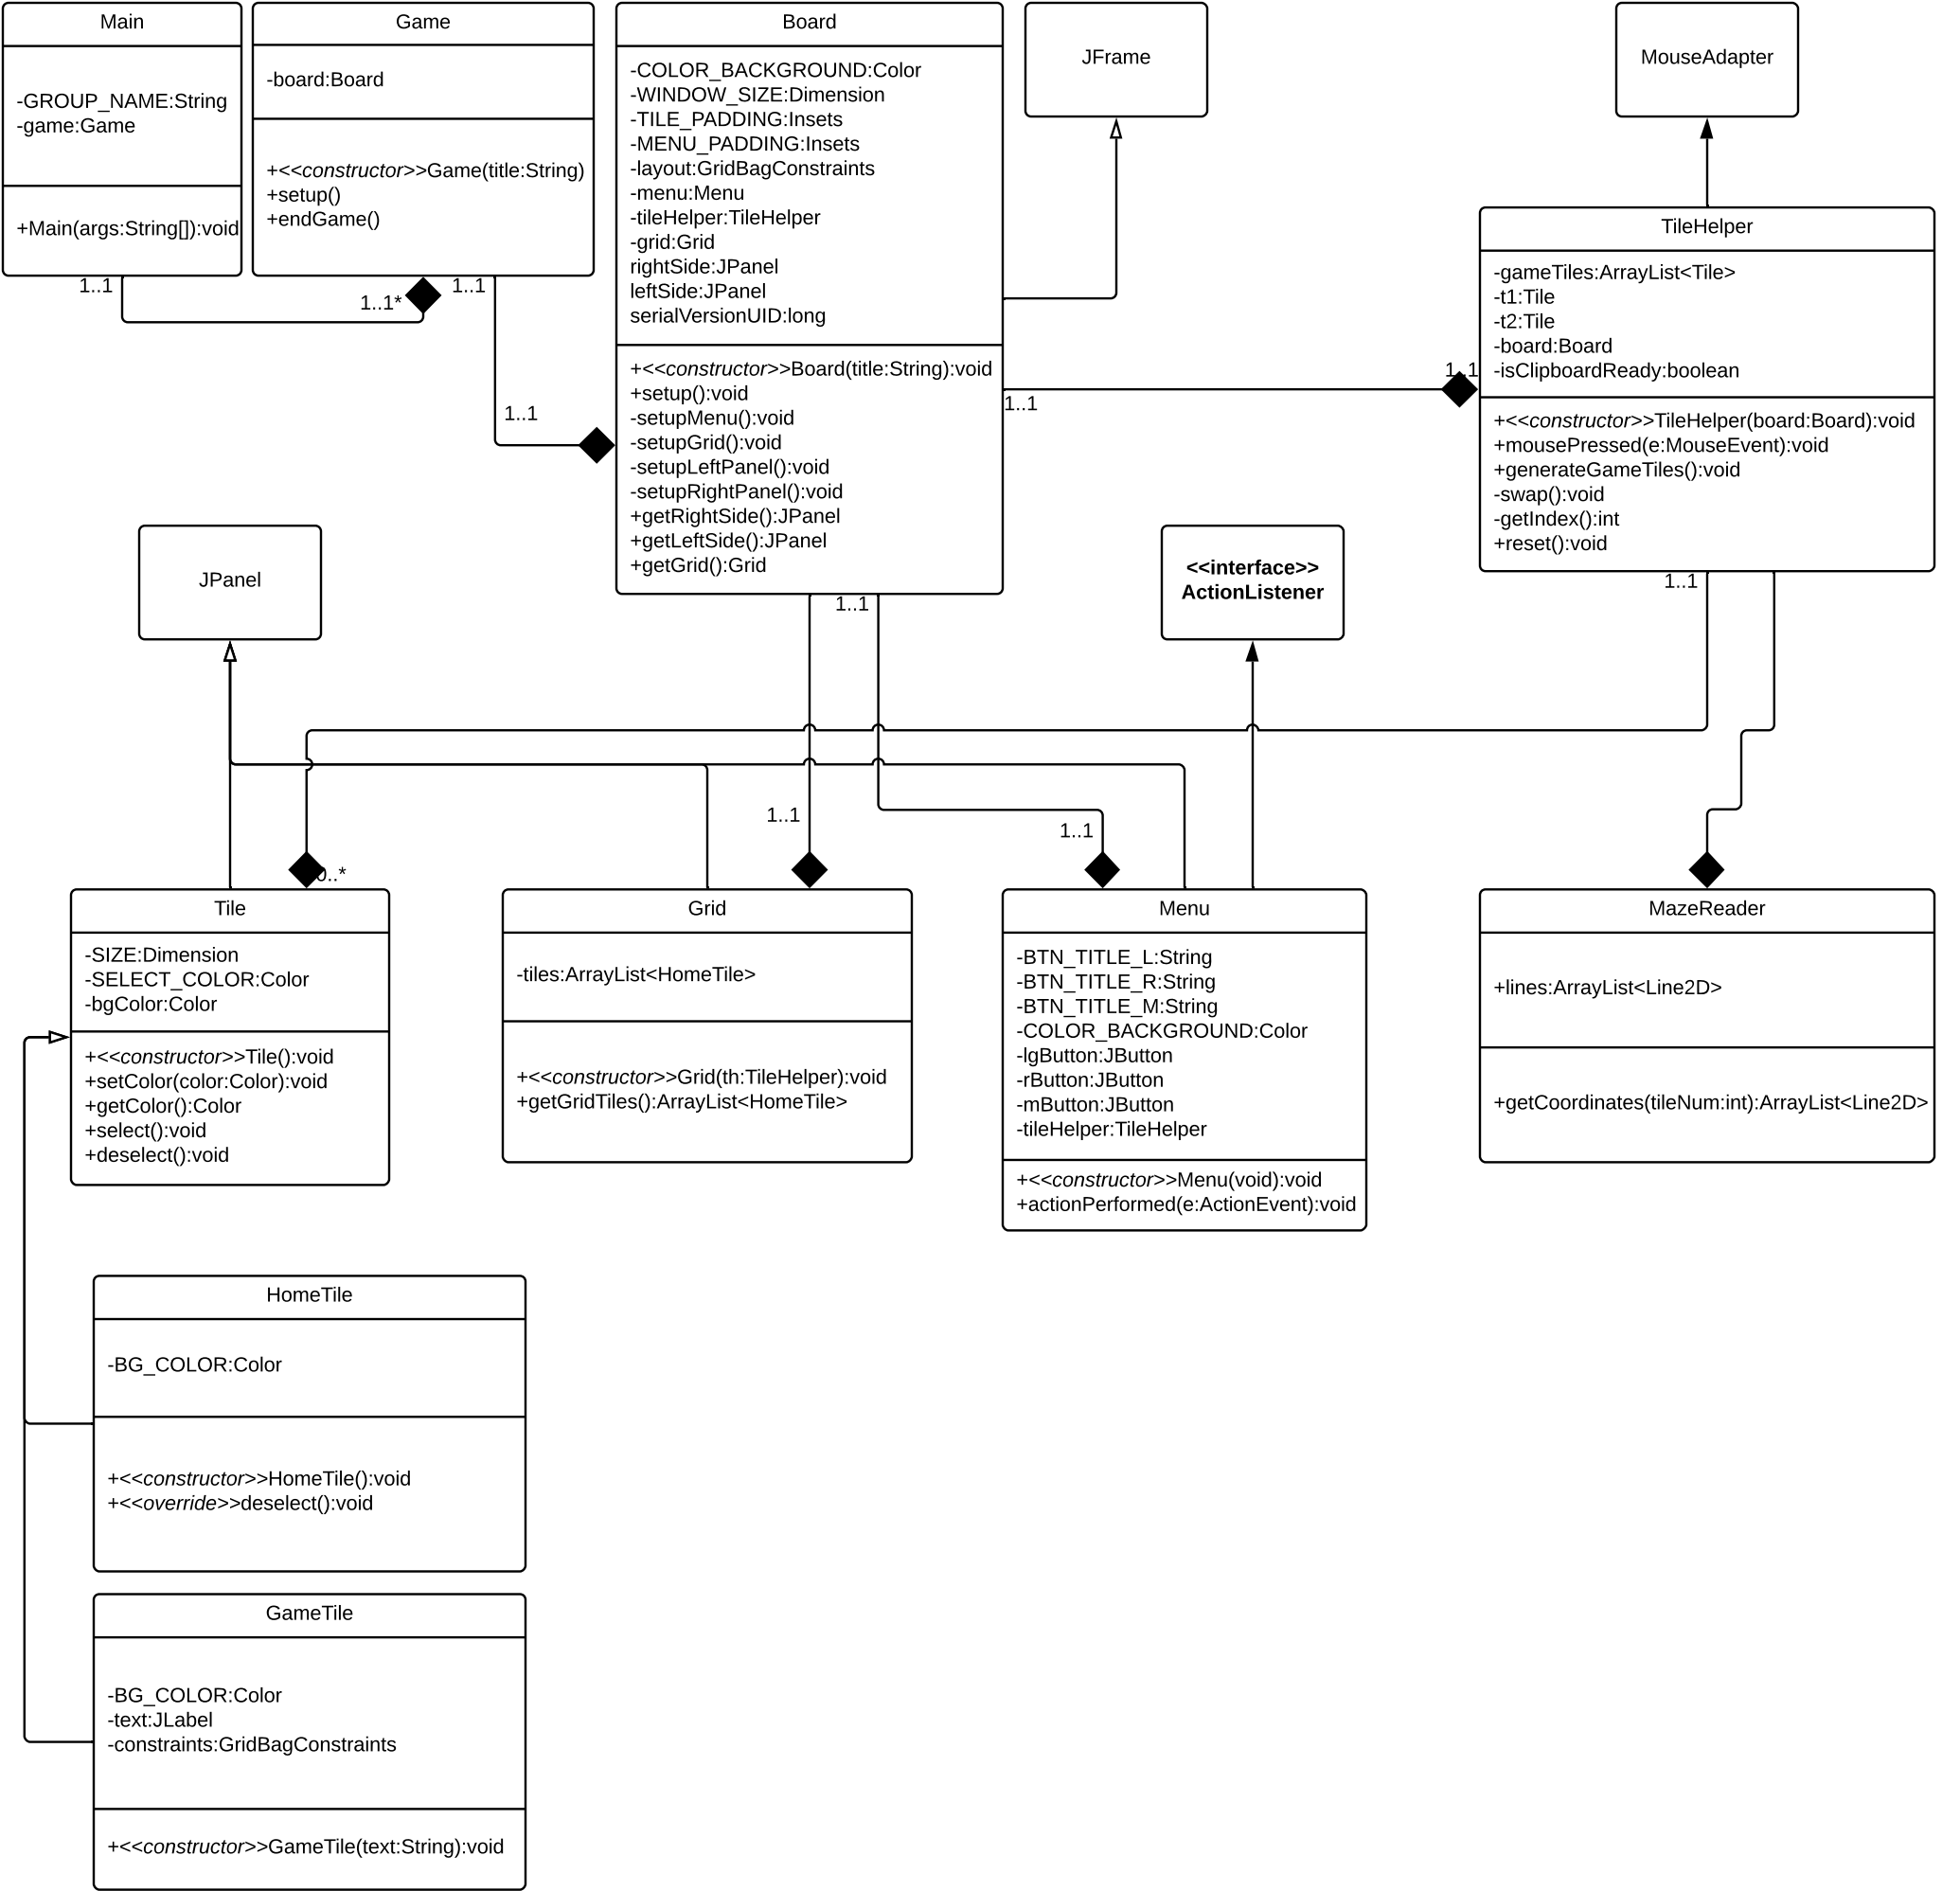 Main
-GROUP_NAME:String
-game:Game
+Main(args:String[]):void
1..1
Game
-board:Board
+<<constructor>>Game(title:String)
+setup()
+endGame()
1..1*
1..1
1..1
Board
-COLOR_BACKGROUND:Color
-WINDOW_SIZE:Dimension
-TILE_PADDING:Insets
-MENU_PADDING:Insets
-layout:GridBagConstraints
-menu:Menu
-tileHelper:TileHelper
-grid:Grid
rightSide:JPanel
leftSide:JPanel
serialVersionUID:long
+<<constructor>>Board(title:String):void
+setup():void
-setupMenu():void
-setupGrid():void
-setupLeftPanel():void
-setupRightPanel():void
+getRightSide():JPanel
+getLeftSide():JPanel
+getGrid():Grid
1..1
1..1
JFrame
MouseAdapter
TileHelper
-gameTiles:ArrayList<Tile>
-t1:Tile
-t2:Tile
-board:Board
-isClipboardReady:boolean
1..1
+<<constructor>>TileHelper(board:Board):void
+mousePressed(e:MouseEvent):void
+generateGameTiles():void
-swap():void
-getIndex():int
+reset():void
1..1
JPanel
<<interface>>
ActionListener
1..1
1..1
0..*
Tile
-SIZE:Dimension
-SELECT_COLOR:Color
-bgColor:Color
+<<constructor>>Tile():void
+setColor(color:Color):void
+getColor():Color
+select():void
+deselect():void
Grid
-tiles:ArrayList<HomeTile>
+<<constructor>>Grid(th:TileHelper):void
+getGridTiles():ArrayList<HomeTile>
Menu
-BTN_TITLE_L:String
-BTN_TITLE_R:String
-BTN_TITLE_M:String
-COLOR_BACKGROUND:Color
-lgButton:JButton
-rButton:JButton
-mButton:JButton
-tileHelper:TileHelper
+<<constructor>>Menu(void):void
+actionPerformed(e:ActionEvent):void
MazeReader
+lines:ArrayList<Line2D>
+getCoordinates(tileNum:int):ArrayList<Line2D>
HomeTile
-BG_COLOR:Color
+<<constructor>>HomeTile():void
+<<override>>deselect():void
GameTile
-BG_COLOR:Color
-text:JLabel
-constraints:GridBagConstraints
+<<constructor>>GameTile(text:String):void